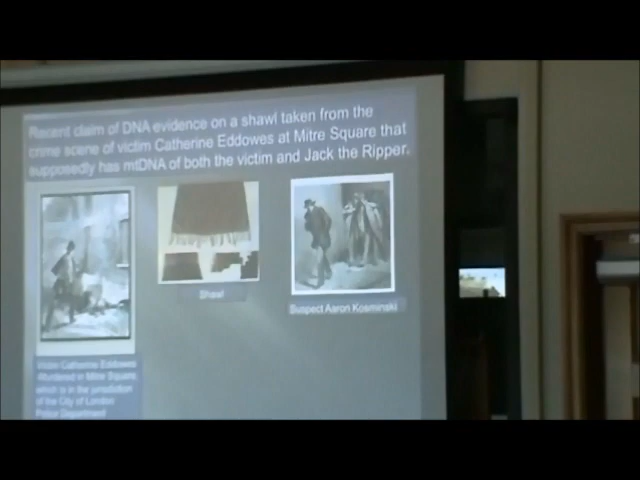 Recent claim of DNA evidence on a shawl taken from the
crime scene of victim Catherine Eddowes at Mitre Square that
supposedly has mtDNA of both the victim and Jack the Ripper.
Shawl
Suspect Aaron Kosminski
Victim Catherine Eddowes
Murdered in Mitre Square,
which is in the jurisdiction
of the City of London
Police Department